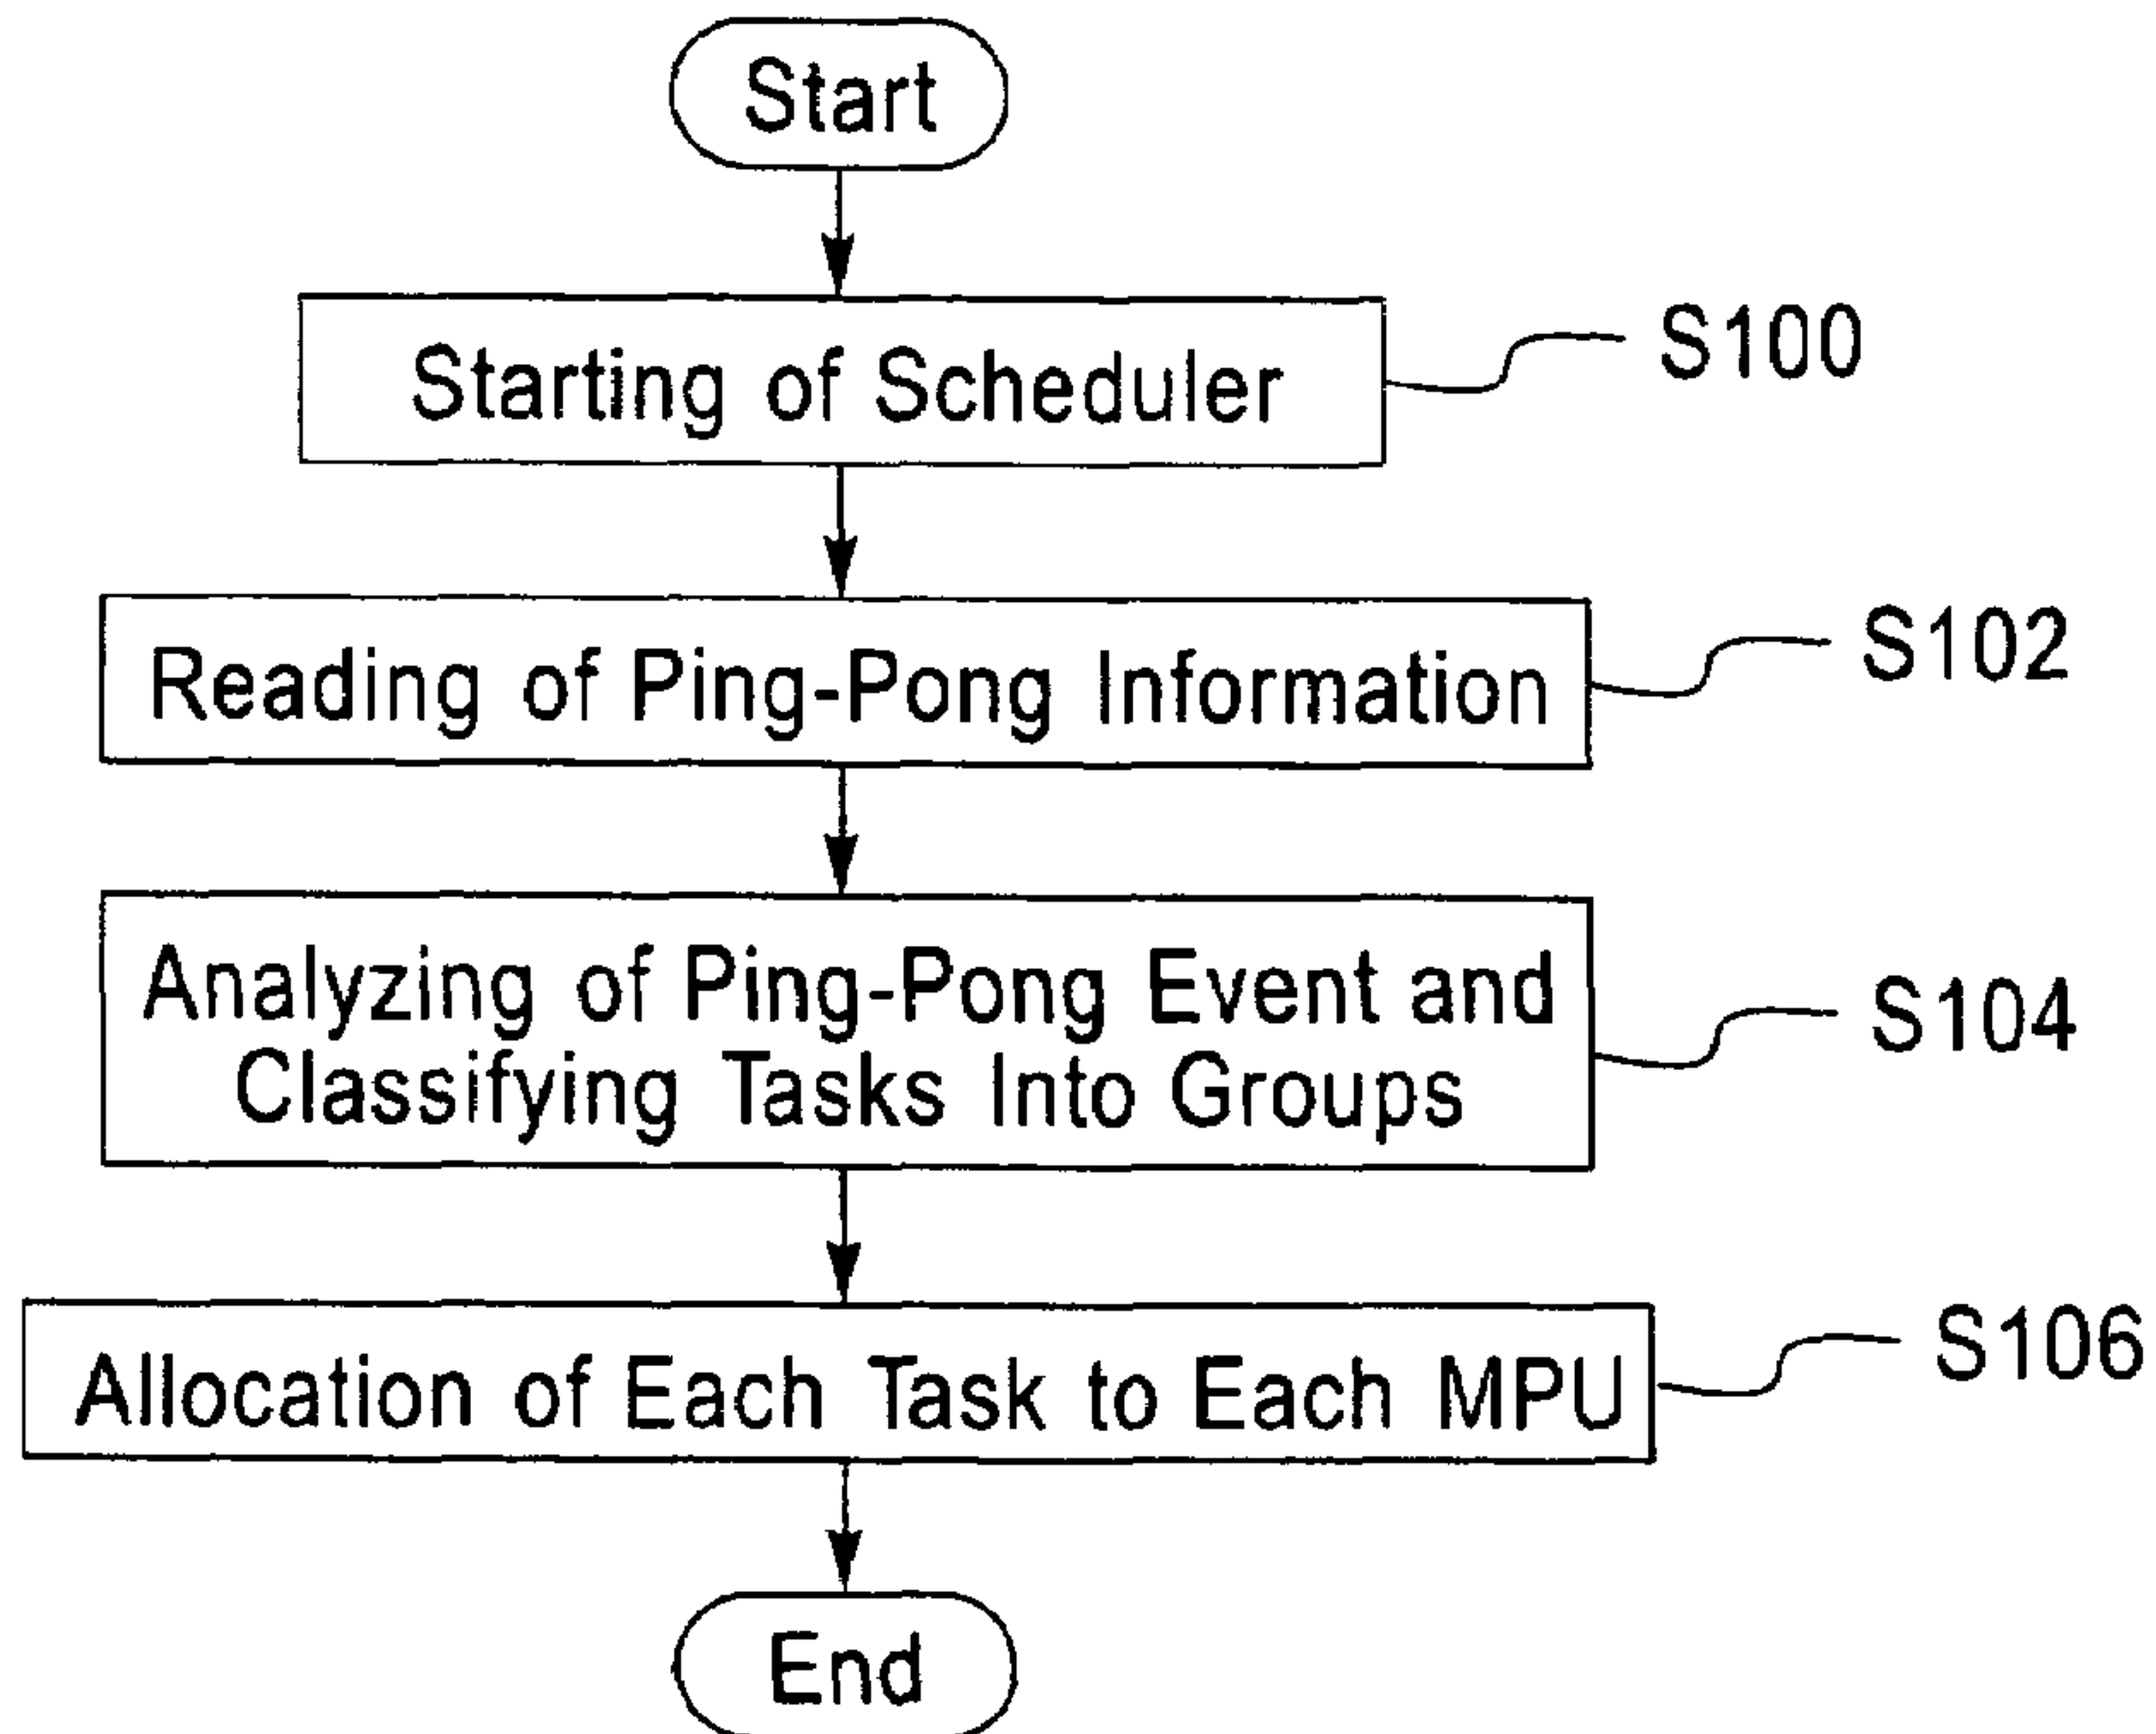 Start
Starting of Scheduler
S100
Reading of Ping-Pong Information
S102
Analyzing of Ping-Pong Event and
Classifying Tasks Into Groups
S104
Allocation of Each Task to Each MPU
S106
End